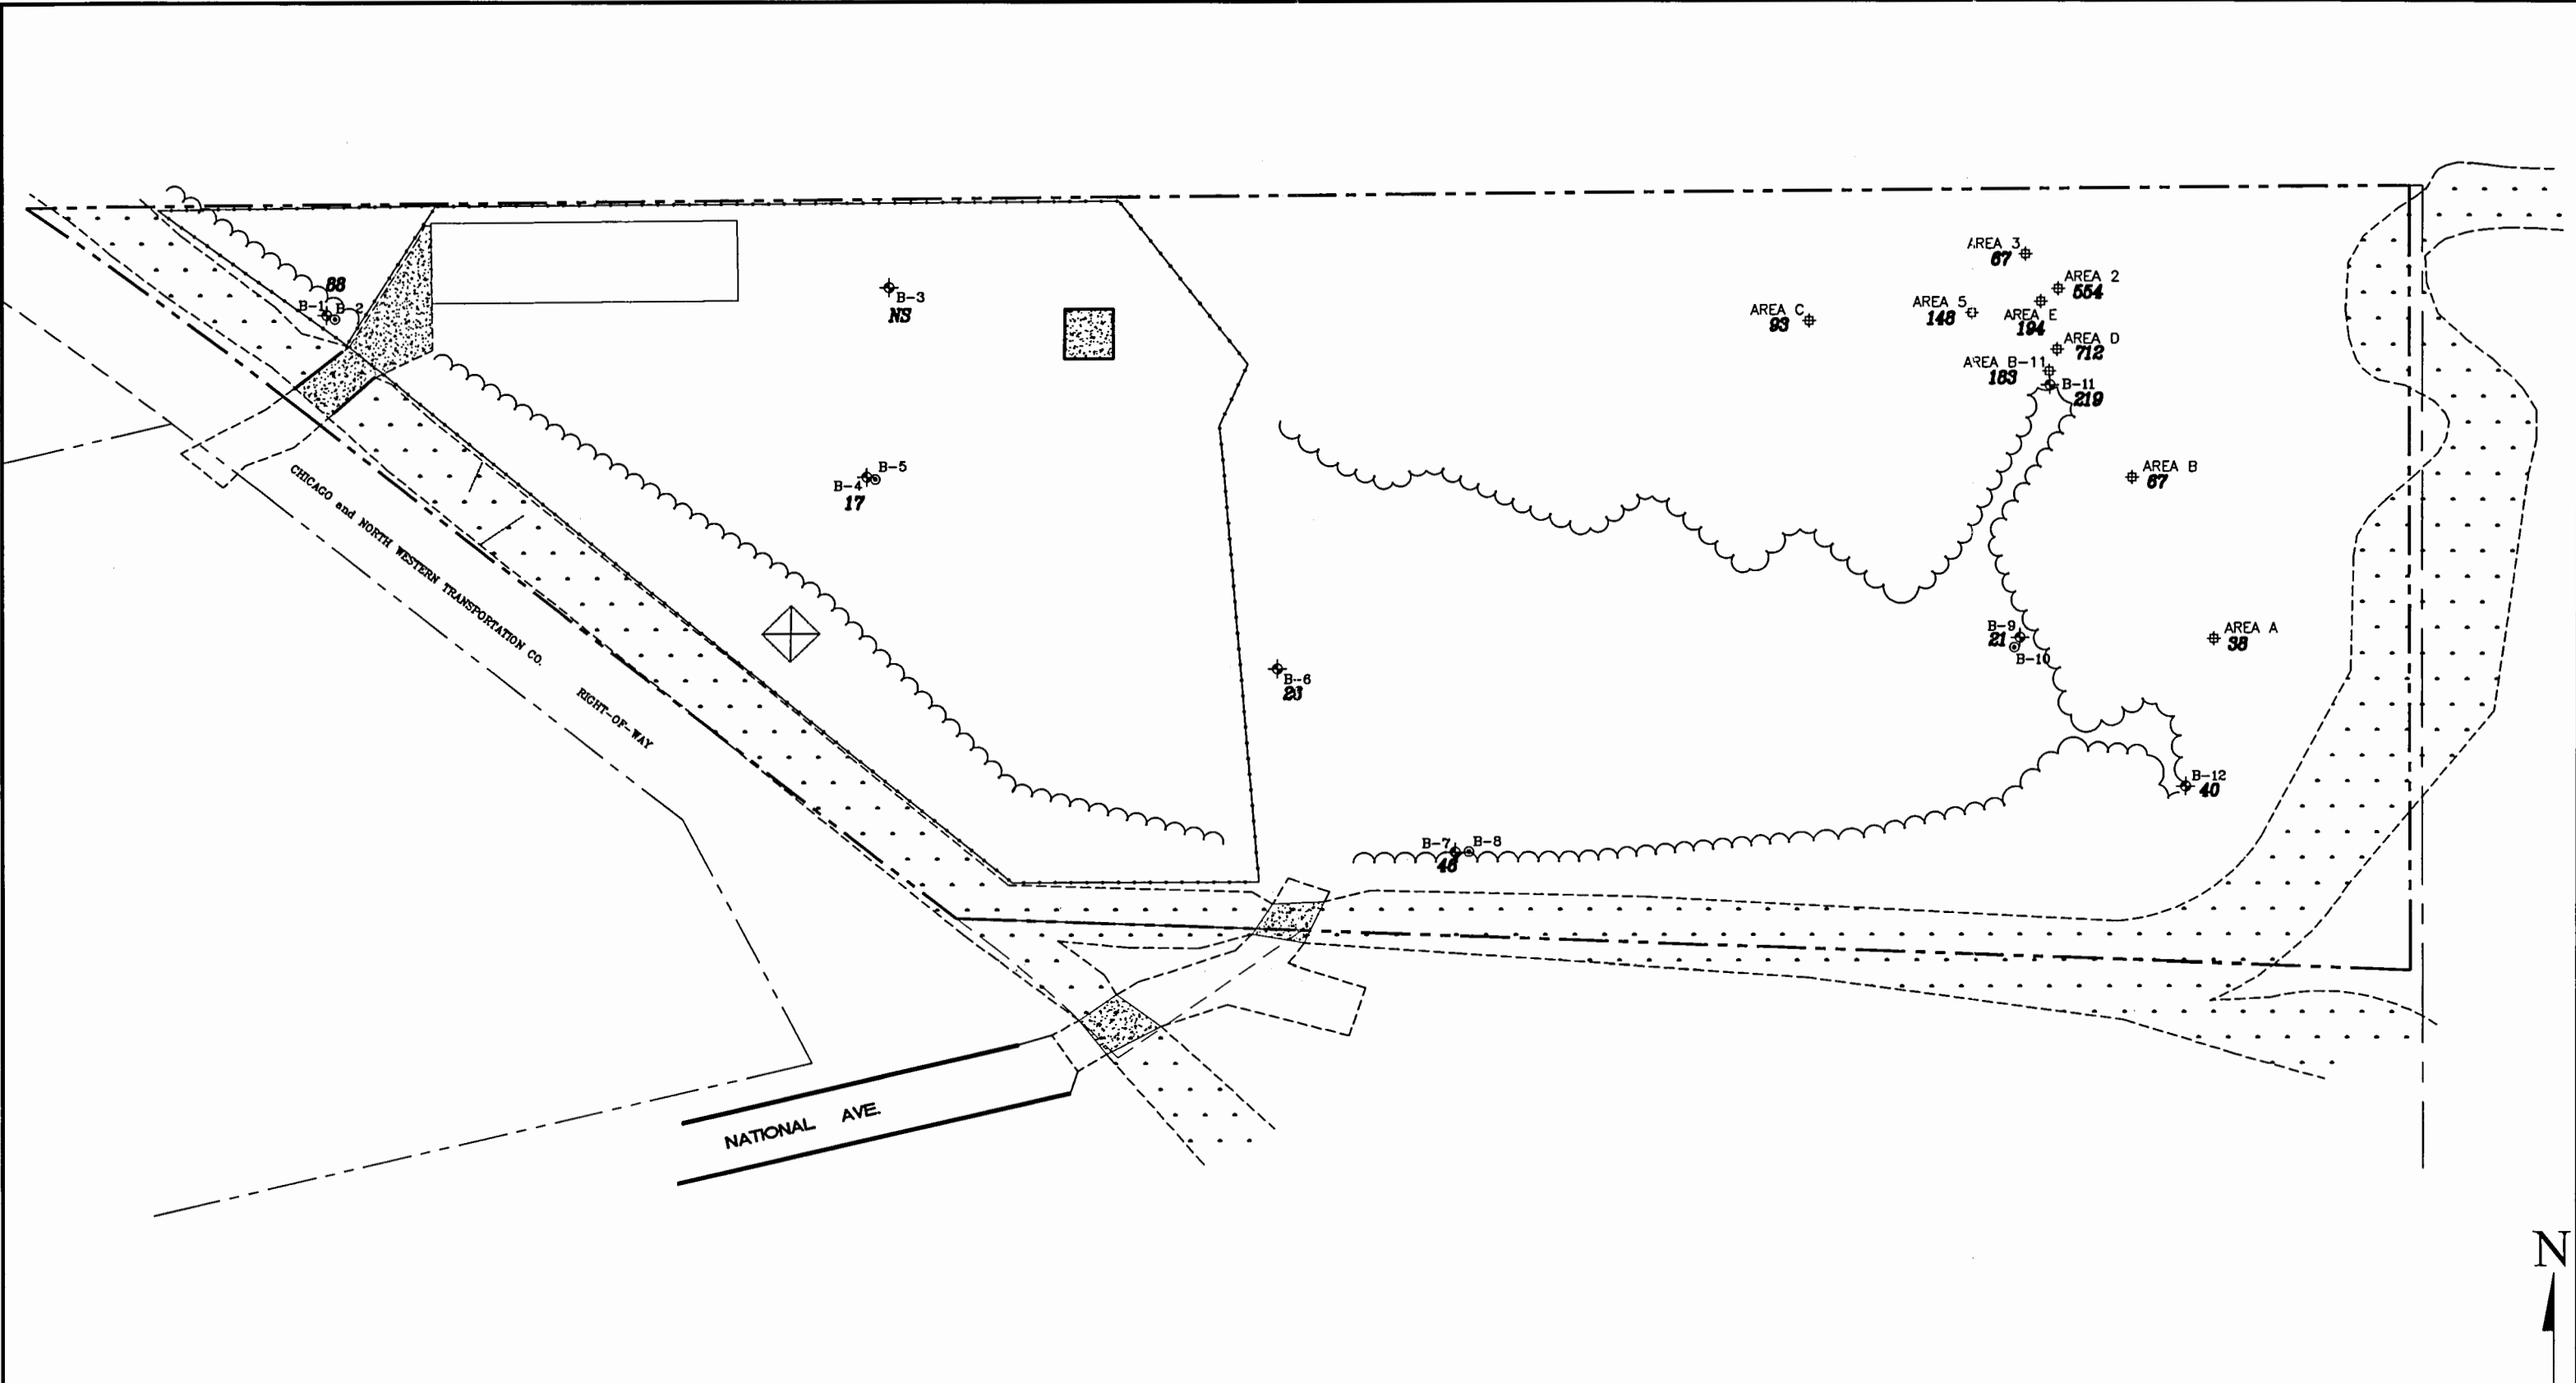 AREA 3
67
AREA 2
554
88
B-1
B-2
B-3
NS
AREA C
93
AREA 5
148
AREA E
194
AREA D
712
AREA B-11
183
B-11
219
B-5
B-4
17
AREA B
67
CHICAGO and NORTH WESTERN TRANSPORTATION CO.
RIGHT-OF-WAY
B-9
21
B-10
AREA A
38
B-6
23
B-12
40
B-7
B-8
46
NATIONAL AVE.
N